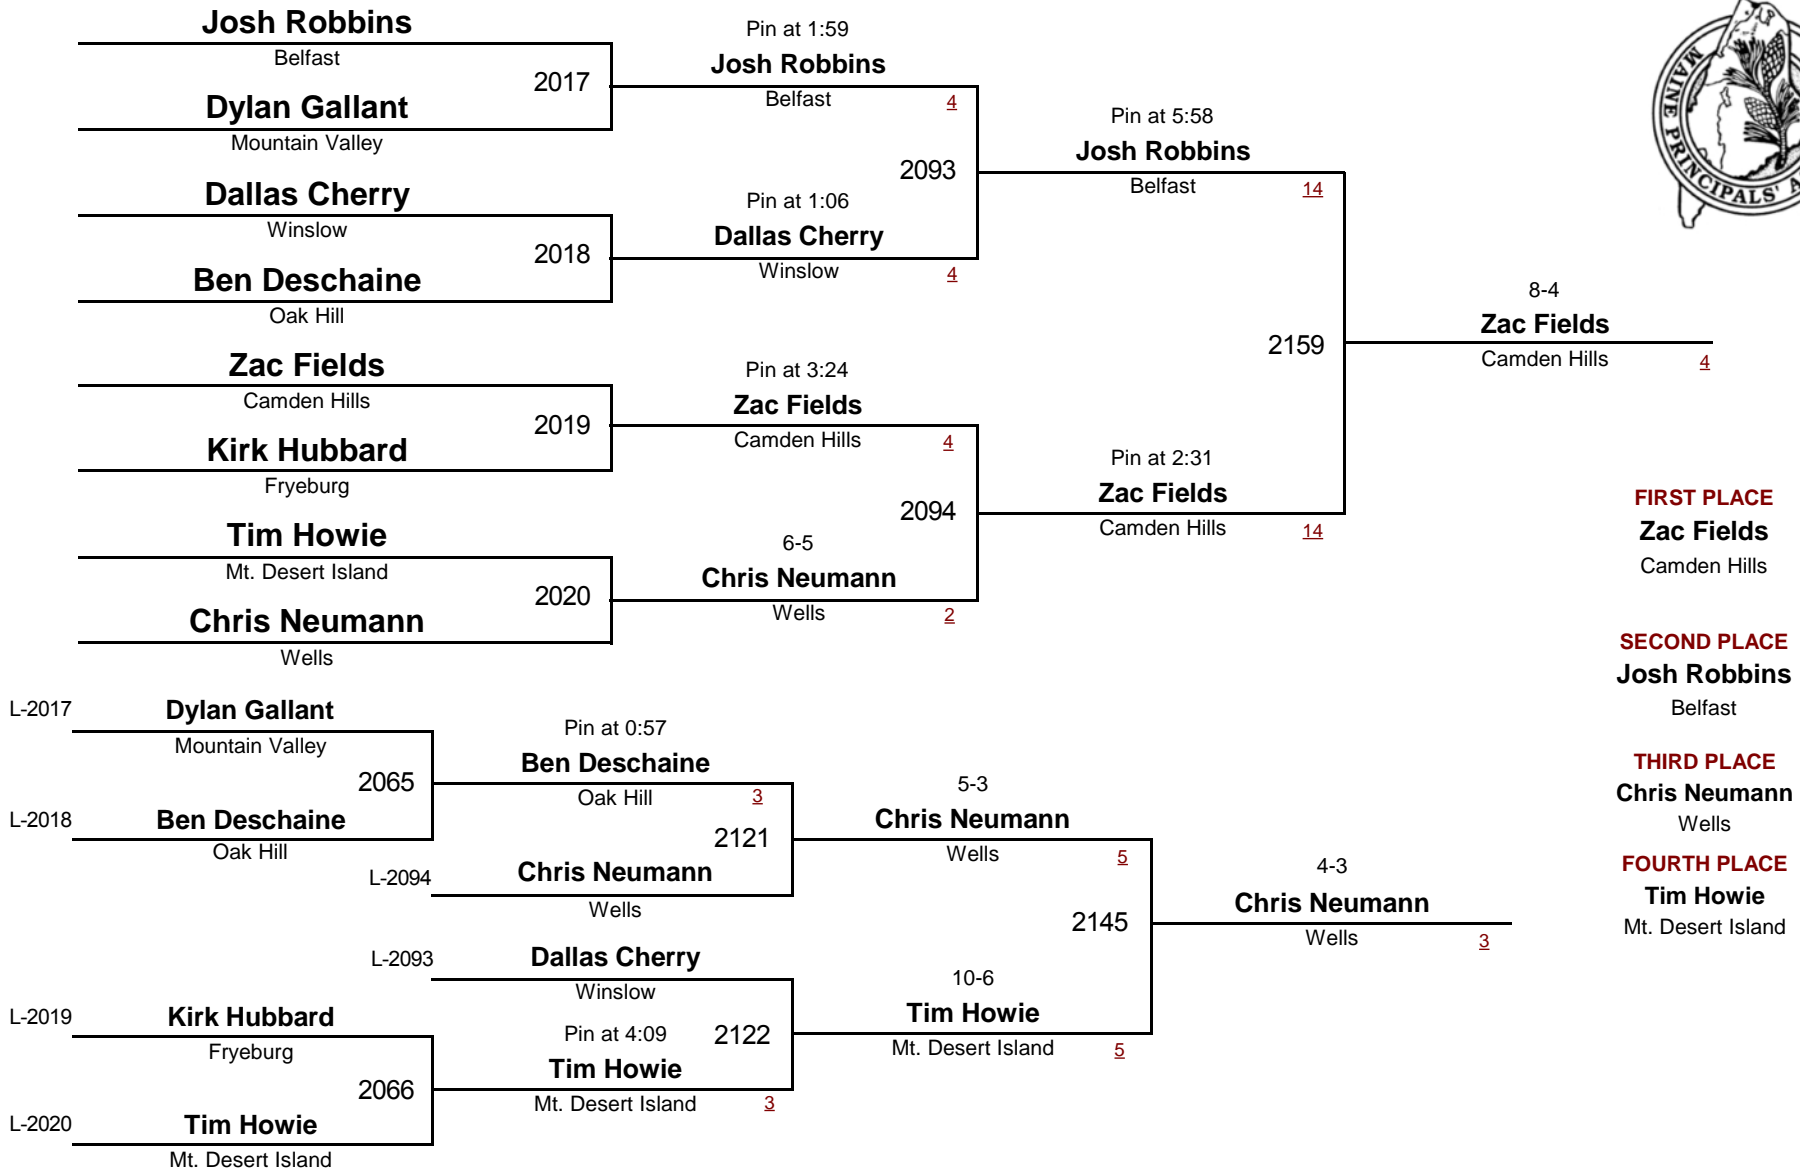 Josh Robbins
Belfast
2017
Dylan Gallant
Mountain Valley
Dallas Cherry
Winslow
2018
Ben Deschaine
Oak Hill
Zac Fields
Camden Hills
2019
Kirk Hubbard
Fryeburg
Tim Howie
Mt. Desert Island
2020
Chris Neumann
Wells
Pin at 1:59
Josh Robbins
Belfast 4
2093
Pin at 1:06
Dallas Cherry
Winslow 4
Pin at 3:24
Zac Fields
Camden Hills 4
2094
6-5
Chris Neumann
Wells 2
Pin at 5:58
Josh Robbins
Belfast 14
2159
Pin at 2:31
Zac Fields
Camden Hills 14
8-4
Zac Fields
Camden Hills 4
MAINE PRINCIPALS' A
FIRST PLACE
Zac Fields
Camden Hills
SECOND PLACE
Josh Robbins
Belfast
THIRD PLACE
Chris Neumann
Wells
FOURTH PLACE
Tim Howie
Mt. Desert Island
L-2017 Dylan Gallant
Mountain Valley
2065
L-2018 Ben Deschaine
Oak Hill
Pin at 0:57
Ben Deschaine
Oak Hill 3
2121
L-2094 Chris Neumann
Wells
L-2093 Dallas Cherry
Winslow
2122
L-2019 Kirk Hubbard
Fryeburg
2066
L-2020 Tim Howie
Mt. Desert Island
Pin at 4:09
Tim Howie
Mt. Desert Island 3
5-3
Chris Neumann
Wells 5
2145
10-6
Tim Howie
Mt. Desert Island 5
4-3
Chris Neumann
Wells 3